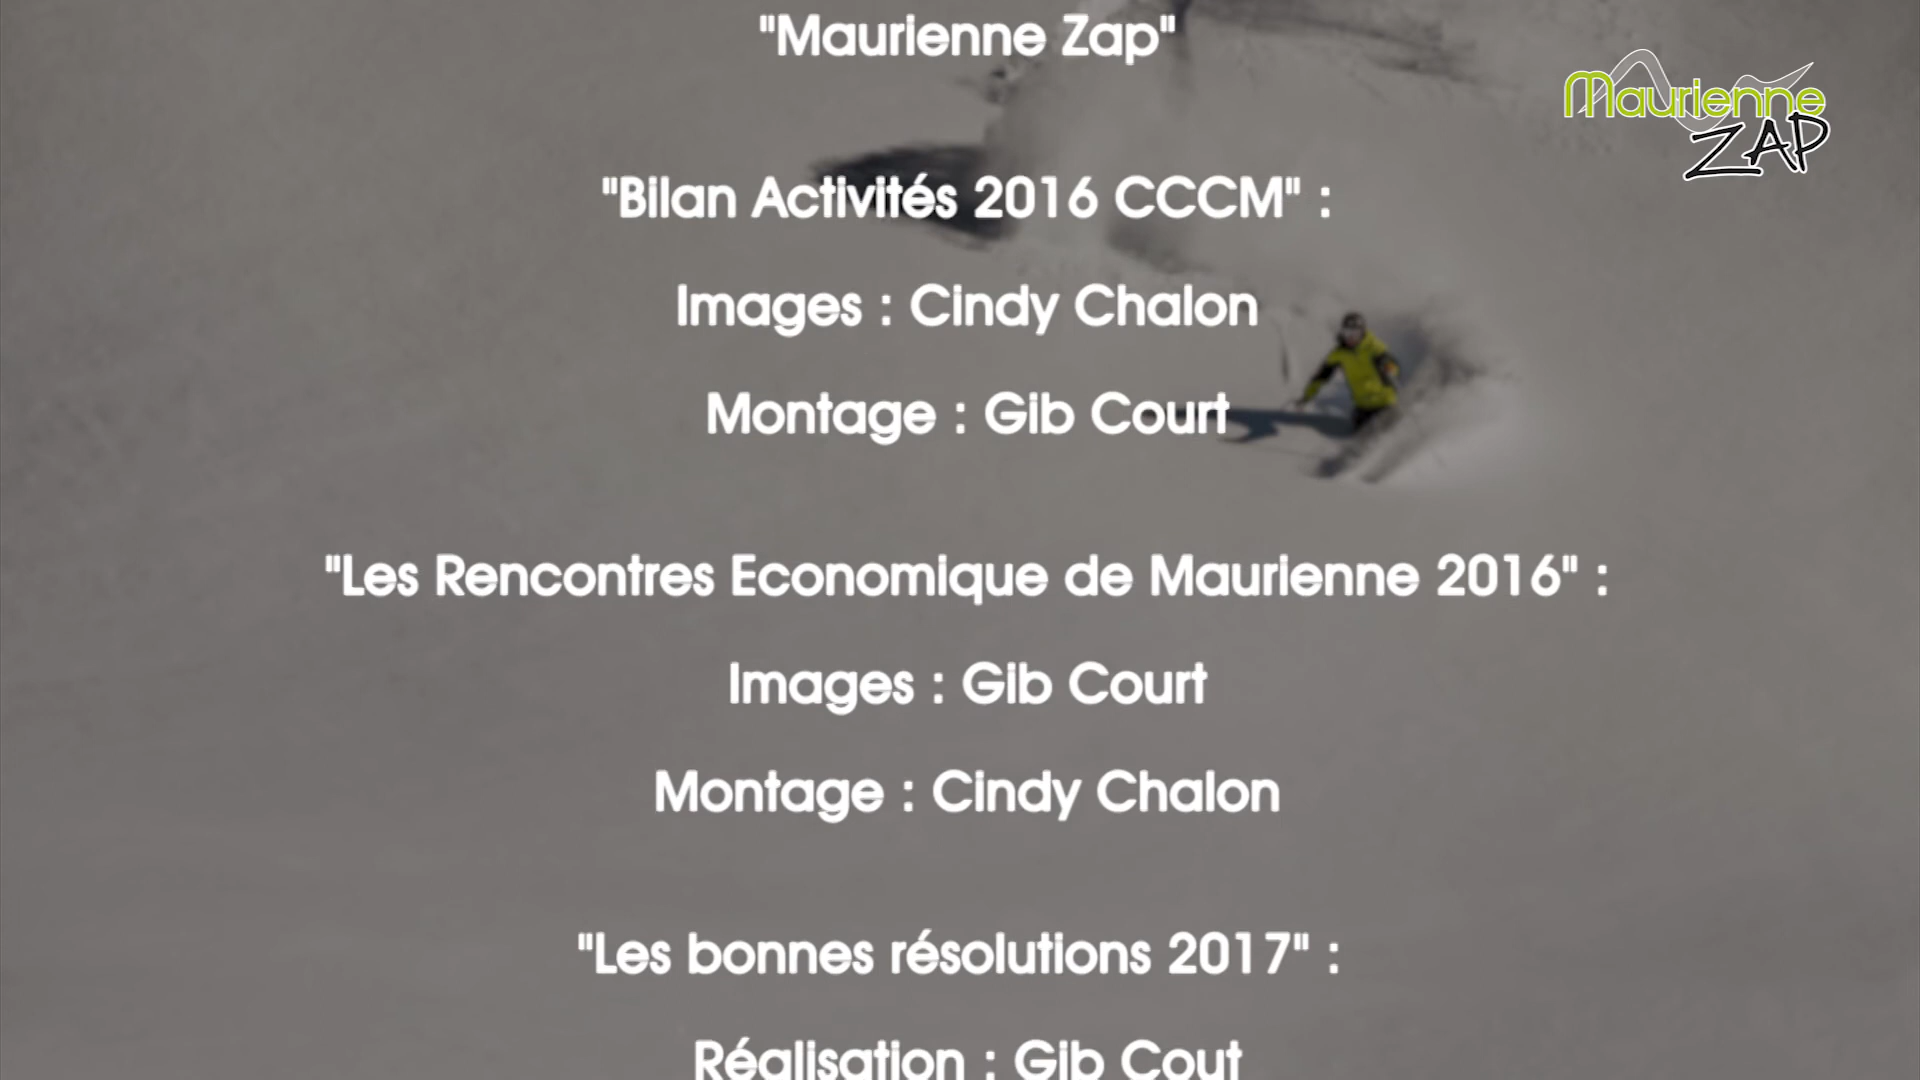 "Maurienne Zap"
Maurienne
ZAP
"Bilan Activités 2016 CCCM" :
Images : Cindy Chalon
Montage : Gib Court
"Les Rencontres Economique de Maurienne 2016" :
Images : Gib Court
Montage : Cindy Chalon
"Les bonnes résolutions 2017" :
Réalisation : Gib Cout